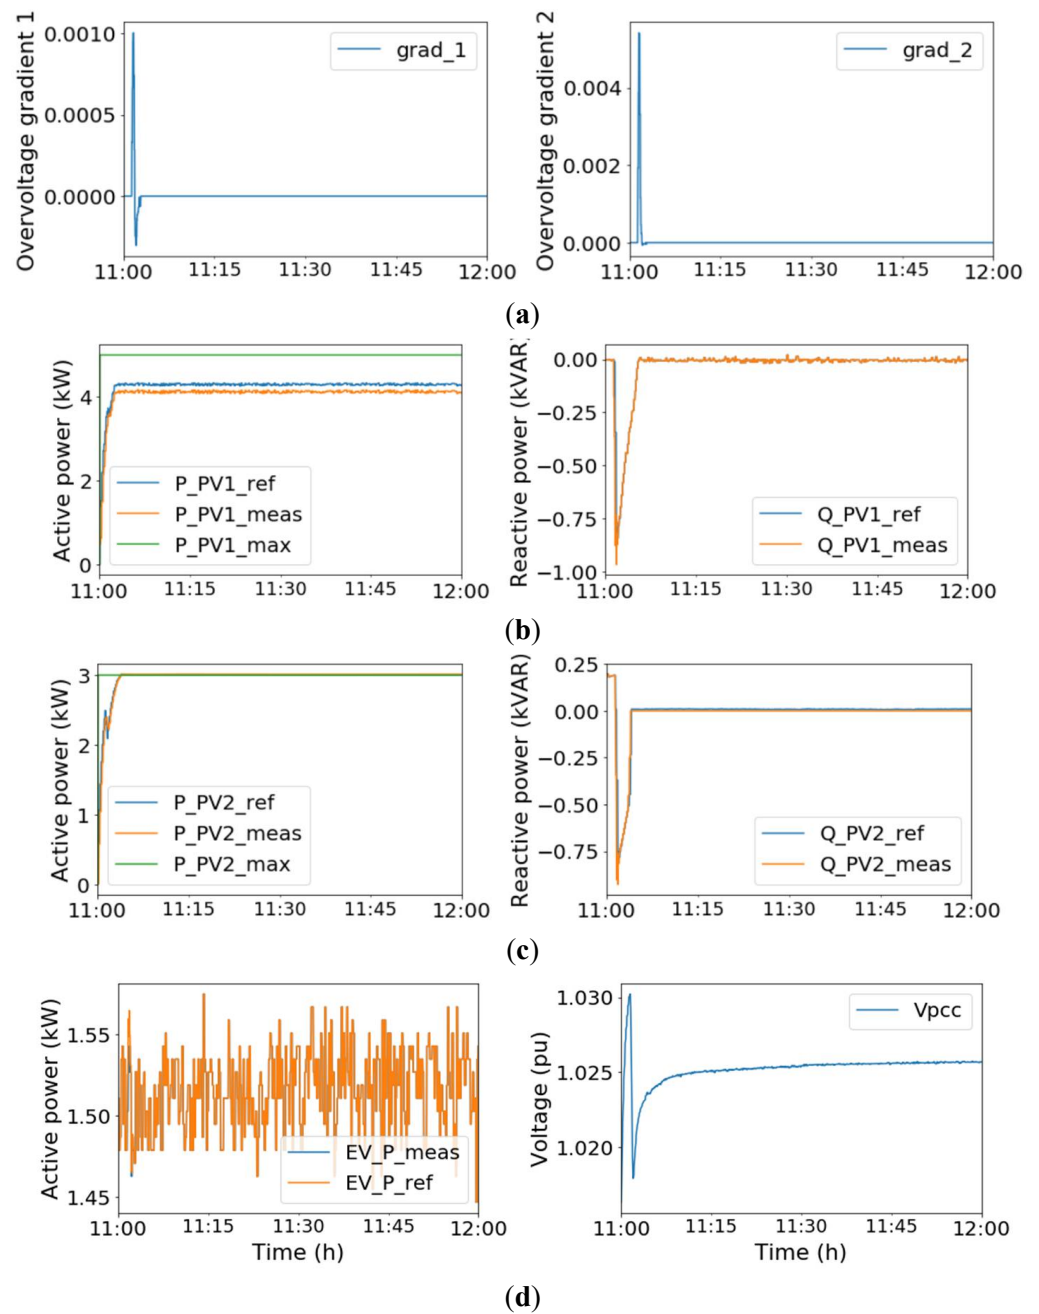 Overvoltage gradient 1
0.0010
0.0005
0.0000
grad_1
11:00 11:15 11:30 11:45 12:00
Overvoltage gradient 2
0.004
0.002
0.000
grad_2
11:00 11:15 11:30 11:45 12:00
(a)
Active power (kW)
4
2
0
P_PV1_ref
P_PV1_meas
P_PV1_max
11:00 11:15 11:30 11:45 12:00
Reactive power (kVAR)
0.00
−0.25
−0.50
−0.75
−1.00
Q_PV1_ref
Q_PV1_meas
11:00 11:15 11:30 11:45 12:00
(b)
Active power (kW)
3
2
1
0
P_PV2_ref
P_PV2_meas
P_PV2_max
11:00 11:15 11:30 11:45 12:00
Reactive power (kVAR)
0.25
0.00
−0.25
−0.50
−0.75
Q_PV2_ref
Q_PV2_meas
11:00 11:15 11:30 11:45 12:00
(c)
Active power (kW)
1.55
1.50
1.45
EV_P_meas
EV_P_ref
11:00 11:15 11:30 11:45 12:00
Time (h)
Voltage (pu)
1.030
1.025
1.020
Vpcc
11:00 11:15 11:30 11:45 12:00
Time (h)
(d)